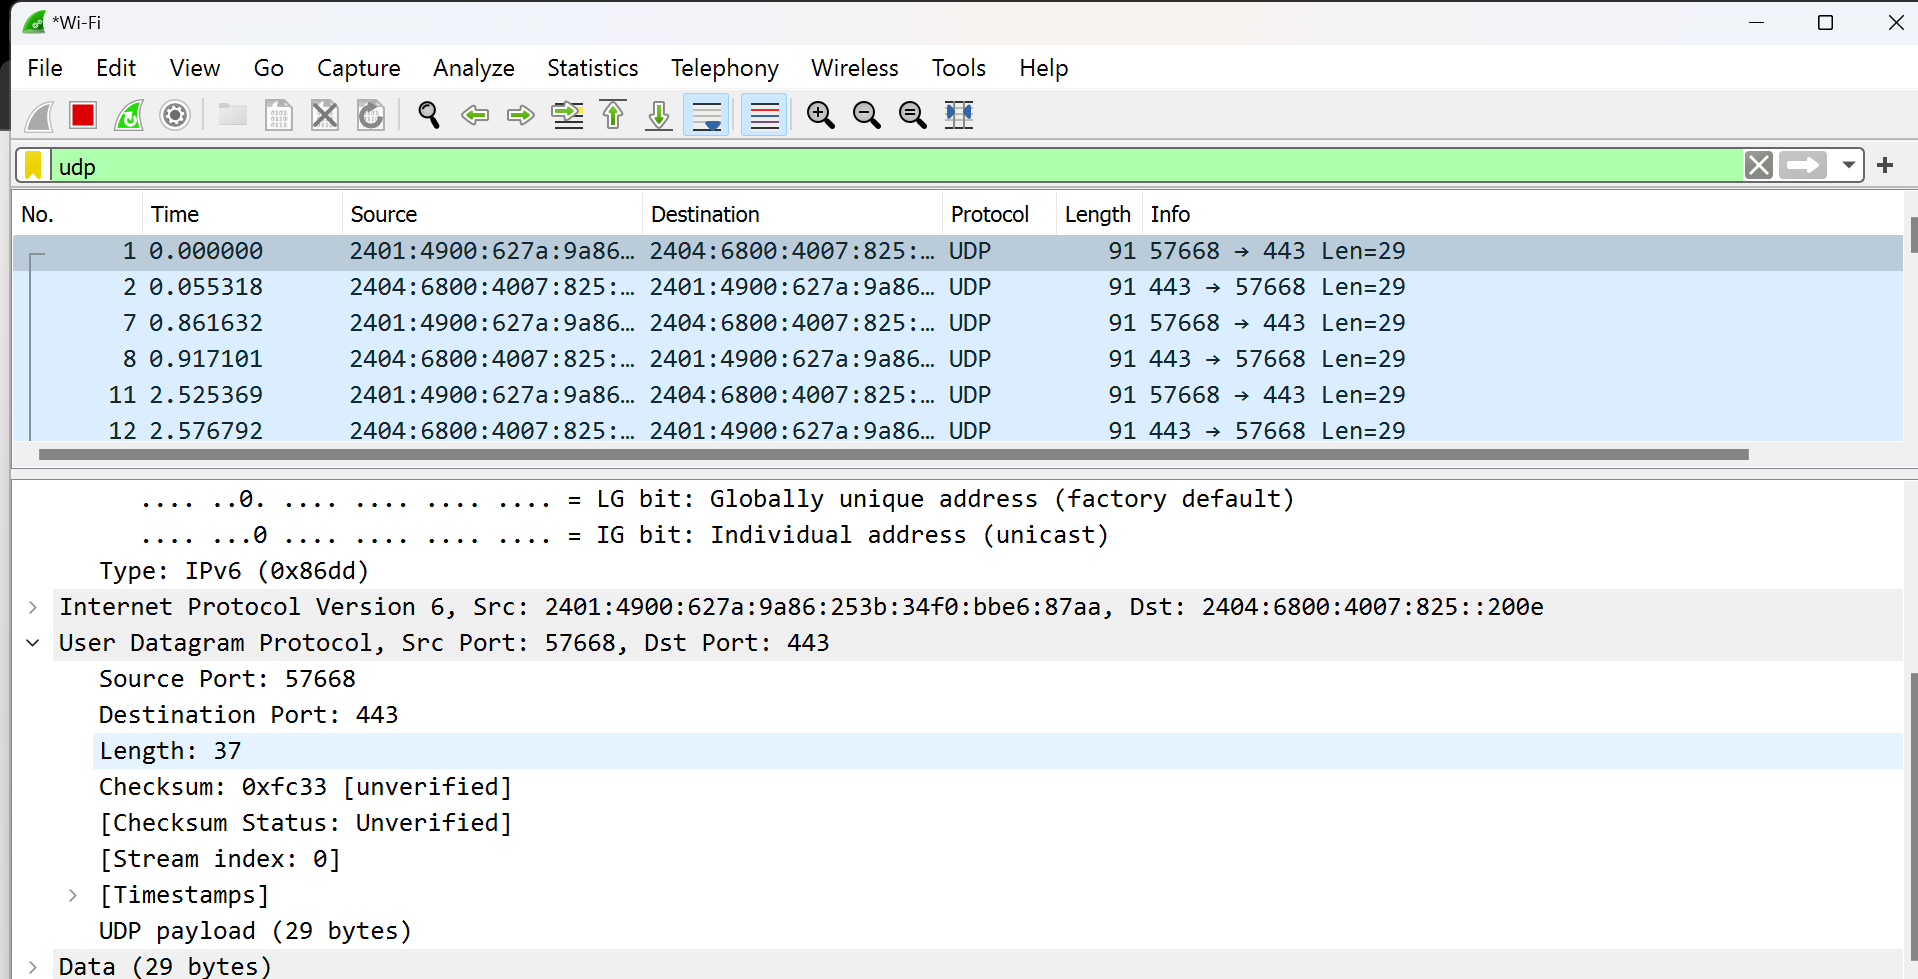 *Wi-Fi
File Edit View Go Capture Analyze Statistics Telephony Wireless Tools Help
udp
No. Time Source Destination Protocol Length Info
1 0.000000 2401:4900:627a:9a86… 2404:6800:4007:825:… UDP 91 57668 → 443 Len=29
2 0.055318 2404:6800:4007:825:… 2401:4900:627a:9a86… UDP 91 443 → 57668 Len=29
7 0.861632 2401:4900:627a:9a86… 2404:6800:4007:825:… UDP 91 57668 → 443 Len=29
8 0.917101 2404:6800:4007:825:… 2401:4900:627a:9a86… UDP 91 443 → 57668 Len=29
11 2.525369 2401:4900:627a:9a86… 2404:6800:4007:825:… UDP 91 57668 → 443 Len=29
12 2.576792 2404:6800:4007:825:… 2401:4900:627a:9a86… UDP 91 443 → 57668 Len=29
.... ..0. .... .... .... .... = LG bit: Globally unique address (factory default)
.... ...0 .... .... .... .... = IG bit: Individual address (unicast)
Type: IPv6 (0x86dd)
Internet Protocol Version 6, Src: 2401:4900:627a:9a86:253b:34f0:bbe6:87aa, Dst: 2404:6800:4007:825::200e
User Datagram Protocol, Src Port: 57668, Dst Port: 443
Source Port: 57668
Destination Port: 443
Length: 37
Checksum: 0xfc33 [unverified]
[Checksum Status: Unverified]
[Stream index: 0]
[Timestamps]
UDP payload (29 bytes)
Data (29 bytes)